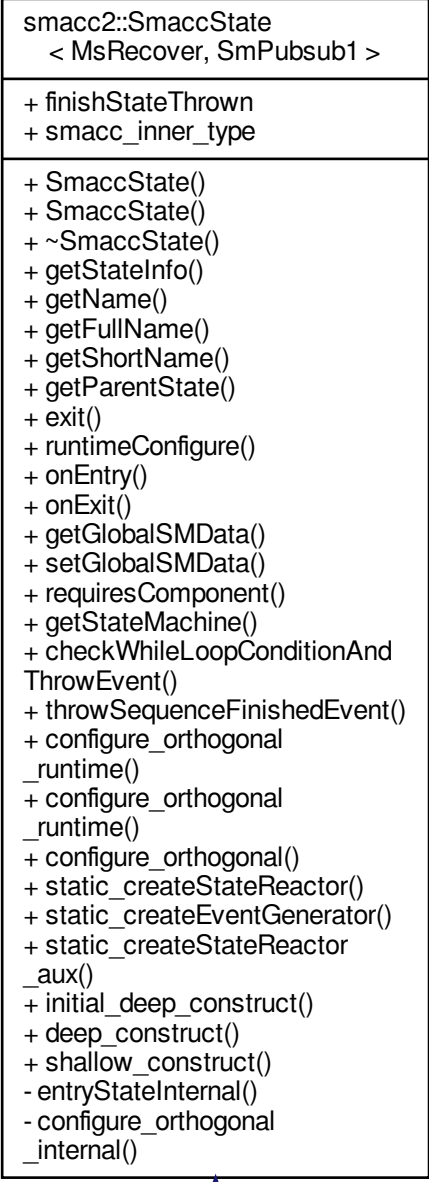 smacc2::SmaccState
< MsRecover, SmPubsub1 >
+ finishStateThrown
+ smacc_inner_type
+ SmaccState()
+ SmaccState()
+ ~SmaccState()
+ getStateInfo()
+ getName()
+ getFullName()
+ getShortName()
+ getParentState()
+ exit()
+ runtimeConfigure()
+ onEntry()
+ onExit()
+ getGlobalSMData()
+ setGlobalSMData()
+ requiresComponent()
+ getStateMachine()
+ checkWhileLoopConditionAnd
ThrowEvent()
+ throwSequenceFinishedEvent()
+ configure_orthogonal
_runtime()
+ configure_orthogonal
_runtime()
+ configure_orthogonal()
+ static_createStateReactor()
+ static_createEventGenerator()
+ static_createStateReactor
_aux()
+ initial_deep_construct()
+ deep_construct()
+ shallow_construct()
- entryStateInternal()
- configure_orthogonal
_internal()